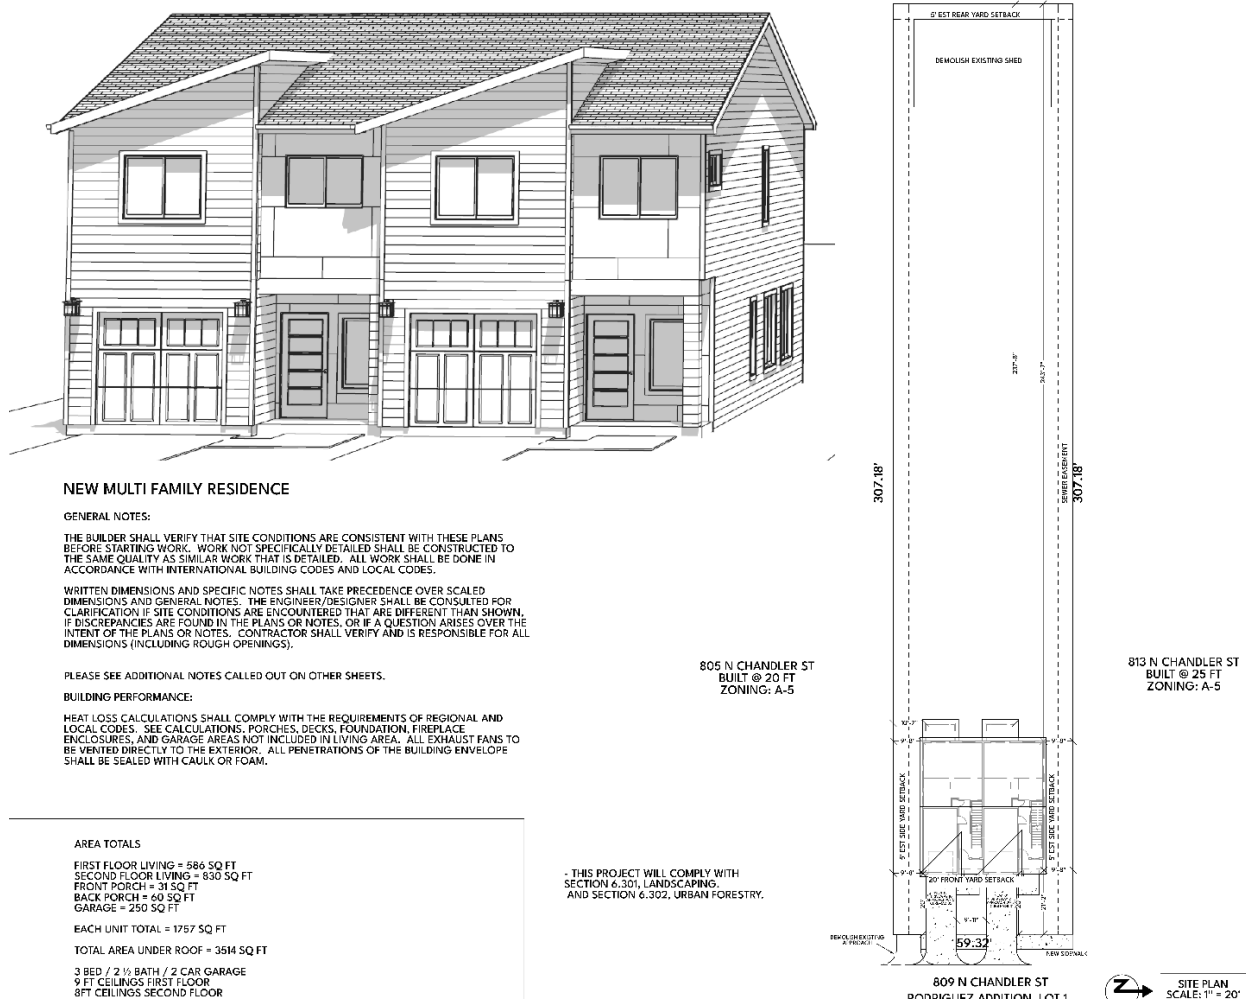 NEW MULTI FAMILY RESIDENCE
GENERAL NOTES:
THE BUILDER SHALL VERIFY THAT SITE CONDITIONS ARE CONSISTENT WITH THESE PLANS
BEFORE STARTING WORK. WORK NOT SPECIFICALLY DETAILED SHALL BE CONSTRUCTED TO
THE SAME QUALITY AS SIMILAR WORK THAT IS DETAILED. ALL WORK SHALL BE DONE IN
ACCORDANCE WITH INTERNATIONAL BUILDING CODES AND LOCAL CODES.
WRITTEN DIMENSIONS AND SPECIFIC NOTES SHALL TAKE PRECEDENCE OVER SCALED
DIMENSIONS AND GENERAL NOTES. THE ENGINEER/DESIGNER SHALL BE CONSULTED FOR
CLARIFICATION IF SITE CONDITIONS ARE ENCOUNTERED THAT ARE DIFFERENT THAN SHOWN,
IF DISCREPANCIES ARE FOUND IN THE PLANS OR NOTES, OR IF A QUESTION ARISES OVER THE
INTENT OF THE PLANS OR NOTES. CONTRACTOR SHALL VERIFY AND IS RESPONSIBLE FOR ALL
DIMENSIONS (INCLUDING ROUGH OPENINGS).
PLEASE SEE ADDITIONAL NOTES CALLED OUT ON OTHER SHEETS.
BUILDING PERFORMANCE:
HEAT LOSS CALCULATIONS SHALL COMPLY WITH THE REQUIREMENTS OF REGIONAL AND
LOCAL CODES. SEE CALCULATIONS. PORCHES, DECKS, FOUNDATION, FIREPLACE
ENCLOSURES, AND GARAGE AREAS NOT INCLUDED IN LIVING AREA. ALL EXHAUST FANS TO
BE VENTED DIRECTLY TO THE EXTERIOR. ALL PENETRATIONS OF THE BUILDING ENVELOPE
SHALL BE SEALED WITH CAULK OR FOAM.
AREA TOTALS
FIRST FLOOR LIVING = 586 SQ FT
SECOND FLOOR LIVING = 830 SQ FT
FRONT PORCH = 31 SQ FT
BACK PORCH = 60 SQ FT
GARAGE = 250 SQ FT
EACH UNIT TOTAL = 1757 SQ FT
TOTAL AREA UNDER ROOF = 3514 SQ FT
3 BED / 2 ½ BATH / 2 CAR GARAGE
9 FT CEILINGS FIRST FLOOR
8FT CEILINGS SECOND FLOOR
- THIS PROJECT WILL COMPLY WITH
SECTION 6.301, LANDSCAPING.
AND SECTION 6.302, URBAN FORESTRY.
805 N CHANDLER ST
BUILT @ 20 FT
ZONING: A-5
DEMOLISH EXISTING SHED
307.18'
SEWER EASEMENT
307.18'
813 N CHANDLER ST
BUILT @ 25 FT
ZONING: A-5
5' EST SIDE YARD SETBACK
5' EST SIDE YARD SETBACK
20' FRONT YARD SETBACK
9'-11"
59.32'
DEMOLISH EXISTING
NEW SIDEWALK
809 N CHANDLER ST
RODRIGUEZ ADDITION, LOT 1
Z
SITE PLAN
SCALE: 1" = 20'